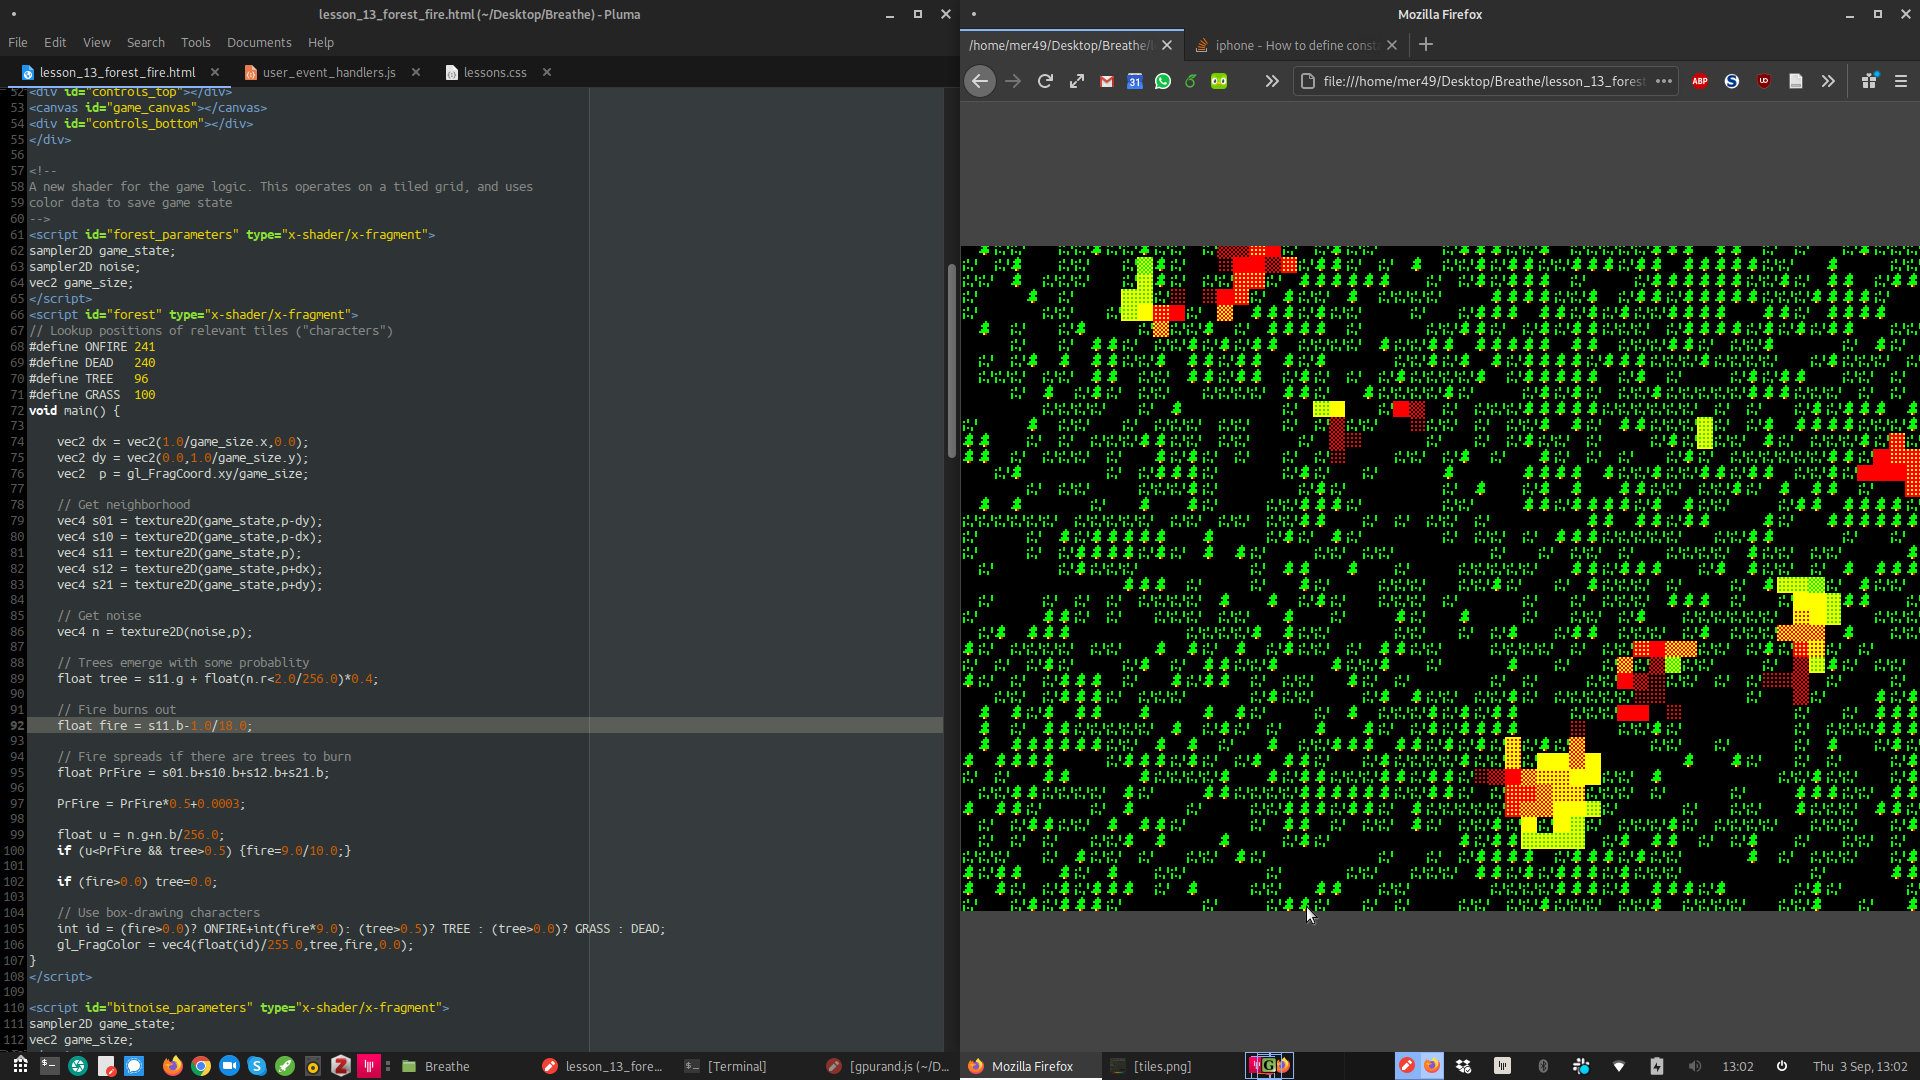 lesson_13_forest_fire.html (~/Desktop/Breathe) - Pluma
File Edit View Search Tools Documents Help
lesson_13_forest_fire.html
user_event_handlers.js
lessons.css
52 <div id="controls_top"></div>
53 <canvas id="game_canvas"></canvas>
54 <div id="controls_bottom"></div>
55 </div>
56
57 <!--
58 A new shader for the game logic. This operates on a tiled grid, and uses
59 color data to save game state
60 -->
61 <script id="forest_parameters" type="x-shader/x-fragment">
62 sampler2D game_state;
63 sampler2D noise;
64 vec2 game_size;
65 </script>
66 <script id="forest" type="x-shader/x-fragment">
67 // Lookup positions of relevant tiles ("characters")
68 #define ONFIRE 241
69 #define DEAD   240
70 #define TREE   96
71 #define GRASS  100
72 void main() {
73
74     vec2 dx = vec2(1.0/game_size.x,0.0);
75     vec2 dy = vec2(0.0,1.0/game_size.y);
76     vec2  p = gl_FragCoord.xy/game_size;
77
78     // Get neighborhood
79     vec4 s01 = texture2D(game_state,p-dy);
80     vec4 s10 = texture2D(game_state,p-dx);
81     vec4 s11 = texture2D(game_state,p);
82     vec4 s12 = texture2D(game_state,p+dx);
83     vec4 s21 = texture2D(game_state,p+dy);
84
85     // Get noise
86     vec4 n = texture2D(noise,p);
87
88     // Trees emerge with some probablity
89     float tree = s11.g + float(n.r<2.0/256.0)*0.4;
90
91     // Fire burns out
92     float fire = s11.b-1.0/18.0;
93
94     // Fire spreads if there are trees to burn
95     float PrFire = s01.b+s10.b+s12.b+s21.b;
96
97     PrFire = PrFire*0.5+0.0003;
98
99     float u = n.g+n.b/256.0;
100     if (u<PrFire && tree>0.5) {fire=9.0/10.0;}
101
102     if (fire>0.0) tree=0.0;
103
104     // Use box-drawing characters
105     int id = (fire>0.0)? ONFIRE+int(fire*9.0): (tree>0.5)? TREE : (tree>0.0)? GRASS : DEAD;
106     gl_FragColor = vec4(float(id)/255.0,tree,fire,0.0);
107 }
108 </script>
109
110 <script id="bitnoise_parameters" type="x-shader/x-fragment">
111 sampler2D game_state;
112 vec2 game_size;
Mozilla Firefox
/home/mer49/Desktop/Breathe/l
iphone - How to define const
31
file:///home/mer49/Desktop/Breathe/lesson_13_forest
ABP
Breathe
lesson_13_fore...
[Terminal]
[gpurand.js (~/D...
Mozilla Firefox
[tiles.png]
13:02
Thu 3 Sep, 13:02